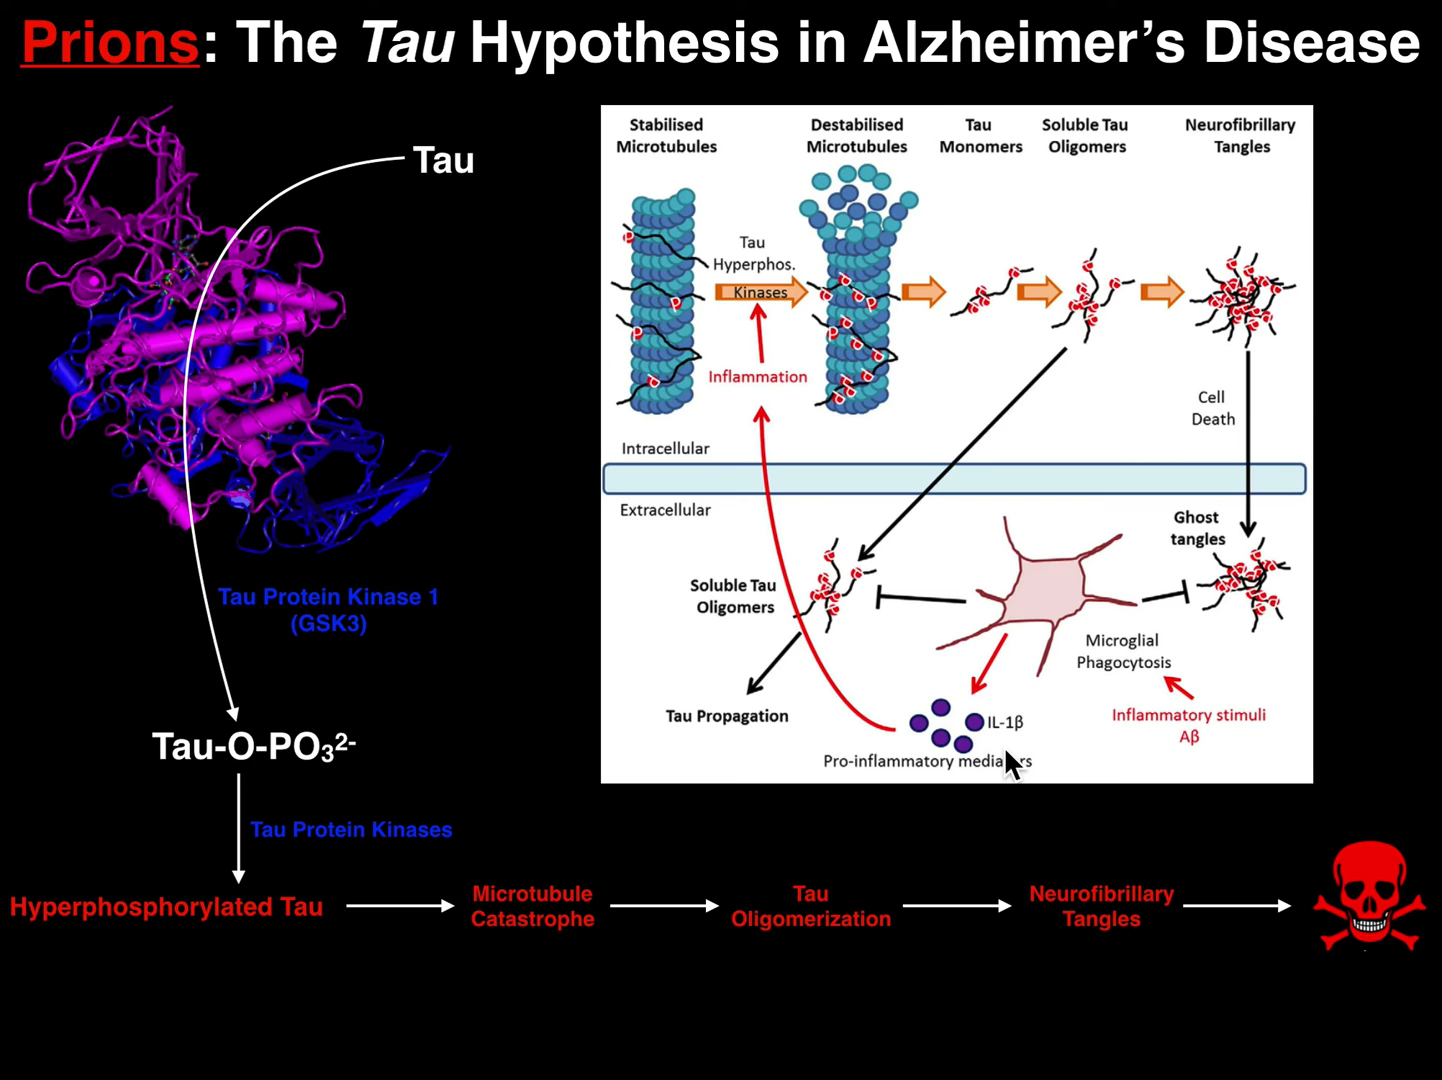 Prions: The Tau Hypothesis in Alzheimer's Disease
Tau
Tau Protein Kinase 1
(GSK3)
Tau-O-PO₃²⁻
Tau Protein Kinases
Stabilised
Microtubules
Destabilised
Microtubules
Tau
Monomers
Soluble Tau
Oligomers
Neurofibrillary
Tangles
Tau
Hyperphos.
Kinases
Inflammation
Cell
Death
Intracellular
Extracellular
Ghost
tangles
Soluble Tau
Oligomers
Microglial
Phagocytosis
Tau Propagation
IL-1β
Inflammatory stimuli
Aβ
Pro-inflammatory
Hyperphosphorylated Tau
Microtubule
Catastrophe
Tau
Oligomerization
Neurofibrillary
Tangles